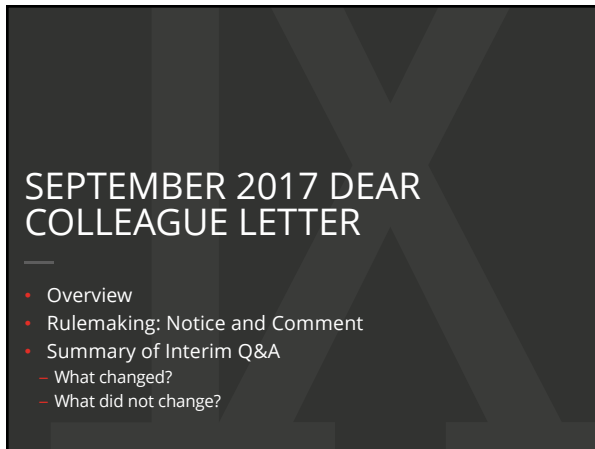 SEPTEMBER 2017 DEAR
COLLEAGUE LETTER
• Overview
• Rulemaking: Notice and Comment
• Summary of Interim Q&A
– What changed?
– What did not change?
IX